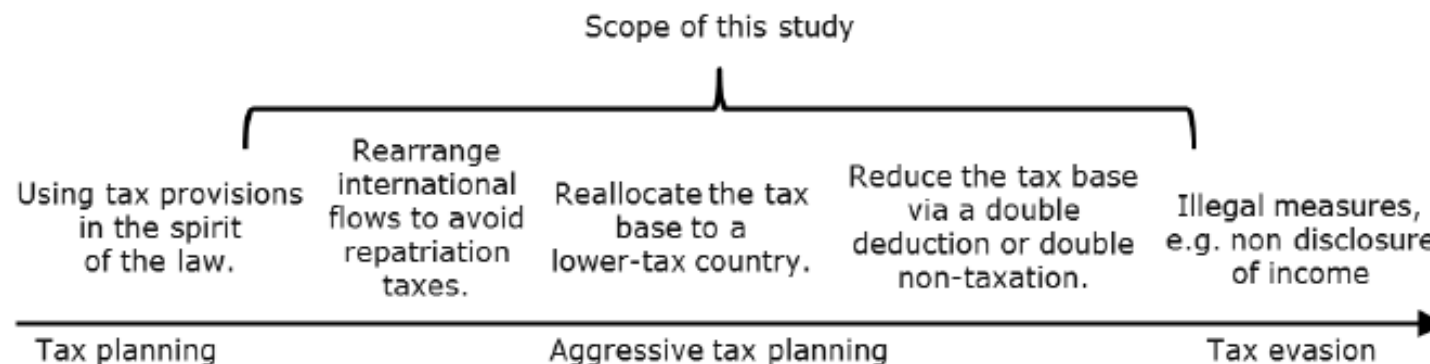 Scope of this study
Using tax provisions
in the spirit
of the law.
Rearrange
international
flows to avoid
repatriation
taxes.
Reallocate the tax
base to a
lower-tax country.
Reduce the tax base
via a double
deduction or double
non-taxation.
Illegal measures,
e.g. non disclosure
of income
Tax planning
Aggressive tax planning
Tax evasion